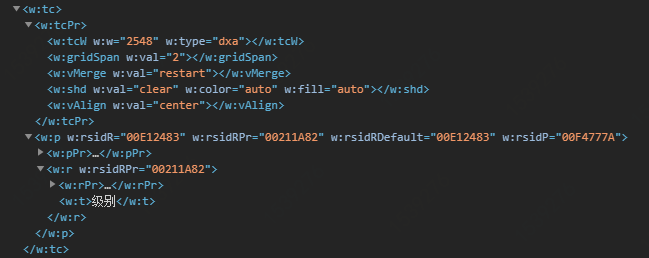 ▼<w:tc>
▼<w:tcPr>
<w:tcW w:w="2548" w:type="dxa"></w:tcW>
<w:gridSpan w:val="2"></w:gridSpan>
<w:vMerge w:val="restart"></w:vMerge>
<w:shd w:val="clear" w:color="auto" w:fill="auto"></w:shd>
<w:vAlign w:val="center"></w:vAlign>
</w:tcPr>
▼<w:p w:rsidR="00E12483" w:rsidRPr="00211A82" w:rsidRDefault="00E12483" w:rsidP="00F4777A">
▶<w:pPr>…</w:pPr>
▼<w:r w:rsidRPr="00211A82">
▶<w:rPr>…</w:rPr>
<w:t>级别</w:t>
</w:r>
</w:p>
</w:tc>